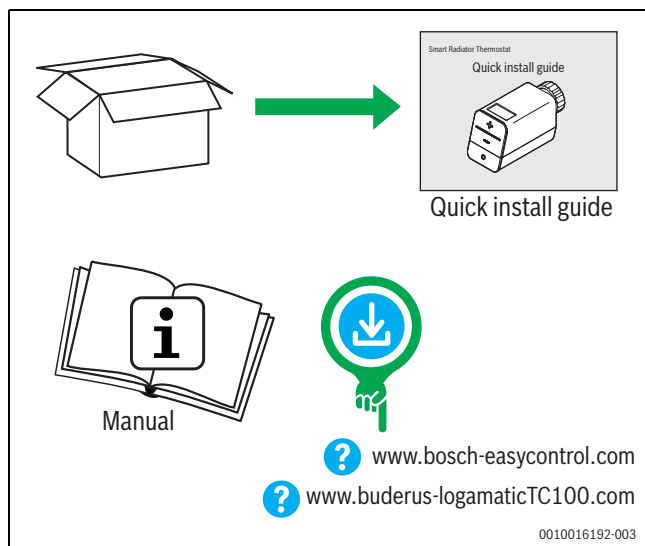 Smart Radiator Thermostat
Quick install guide
Quick install guide
i
Manual
? www.bosch-easycontrol.com
? www.buderus-logamaticTC100.com
0010016192-003